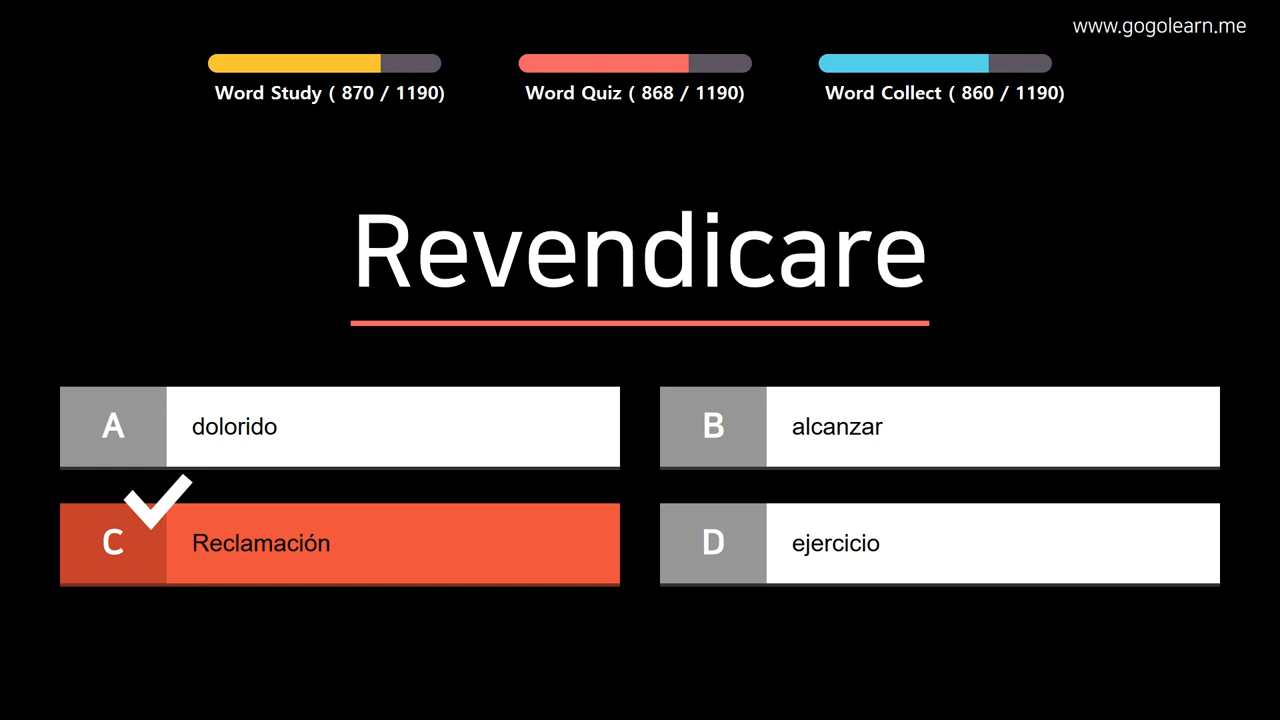 www.gogolearn.me
Word Study ( 870 / 1190)
Word Quiz ( 868 / 1190)
Word Collect ( 860 / 1190)
Revendicare
A
dolorido
B
alcanzar
C
Reclamación
D
ejercicio